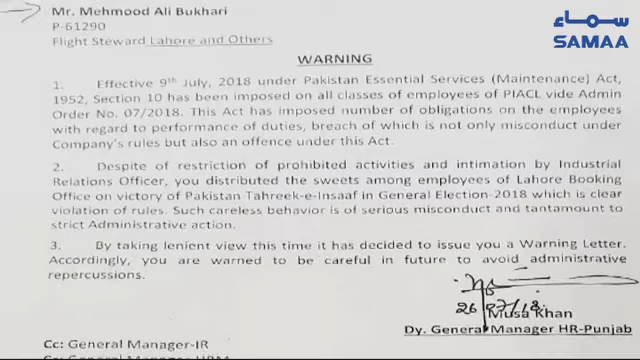 Mr. Mehmood Ali Bukhari
P-61290
Flight Steward Lahore and Others
سماء
SAMAA
WARNING
1. Effective 9th July, 2018 under Pakistan Essential Services (Maintenance) Act,
1952, Section 10 has been imposed on all classes of employees of PIACL vide Admin
Order No. 07/2018. This Act has imposed number of obligations on the employees
with regard to performance of duties, breach of which is not only misconduct under
Company's rules but also an offence under this Act.
2. Despite of restriction of prohibited activities and intimation by Industrial
Relations Officer, you distributed the sweets among employees of Lahore Booking
Office on victory of Pakistan Tahreek-e-Insaaf in General Election-2018 which is clear
violation of rules. Such careless behavior is of serious misconduct and tantamount to
strict Administrative action.
3. By taking lenient view this time it has decided to issue you a Warning Letter.
Accordingly, you are warned to be careful in future to avoid administrative
repercussions.
26/07/18
Musa Khan
Dy. General Manager HR-Punjab
Cc: General Manager-IR